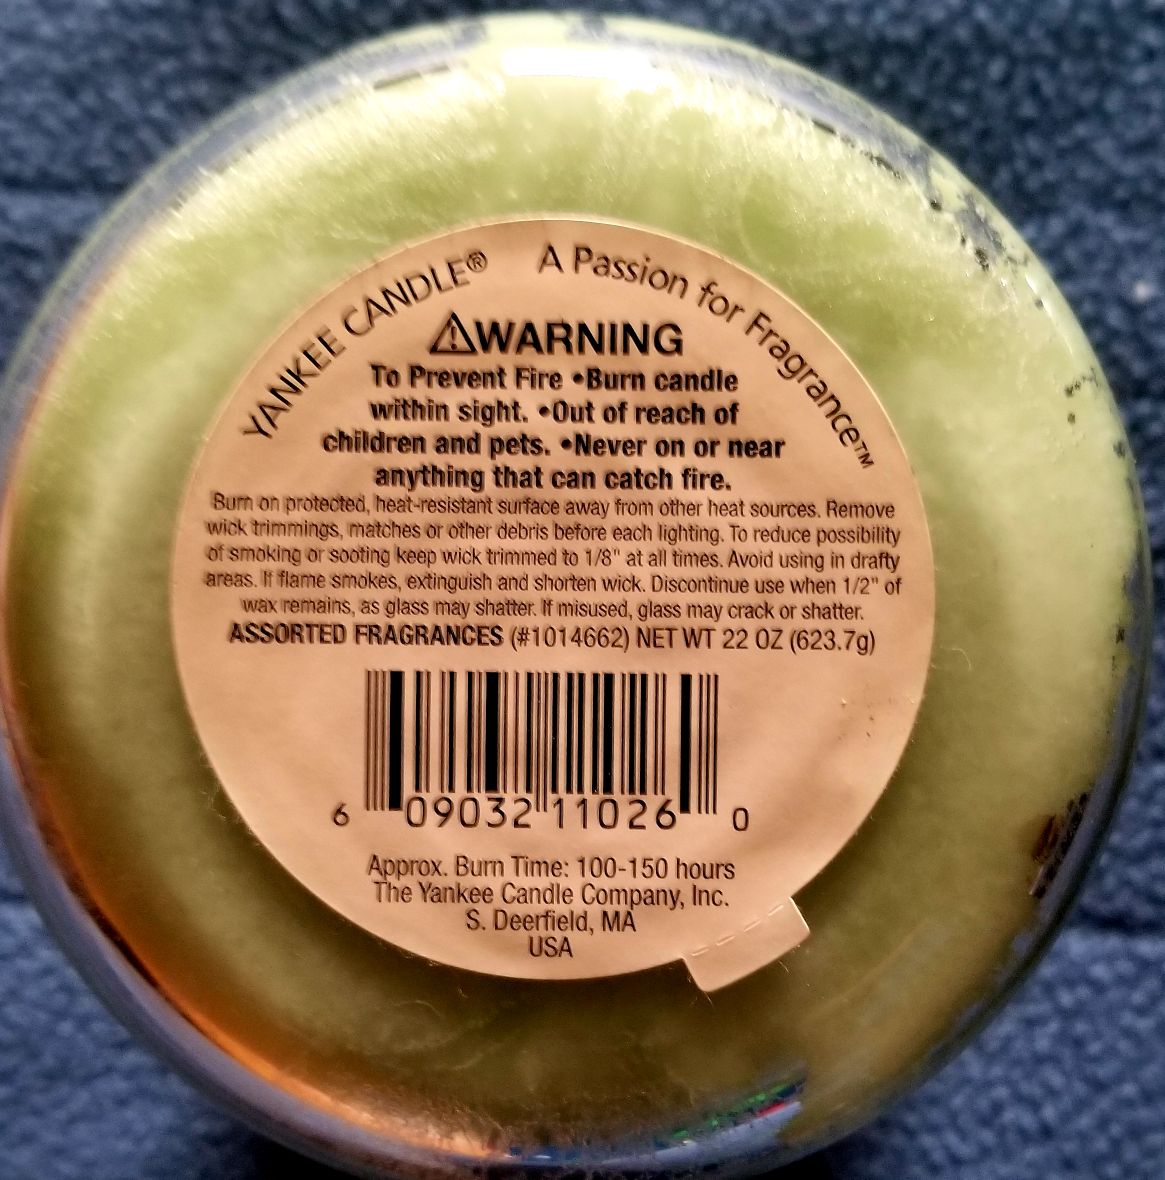 YANKEE CANDLE® A Passion for Fragrance™
⚠WARNING
To Prevent Fire •Burn candle
within sight. •Out of reach of
children and pets. •Never on or near
anything that can catch fire.
Burn on protected, heat-resistant surface away from other heat sources. Remove
wick trimmings, matches or other debris before each lighting. To reduce possibility
of smoking or sooting keep wick trimmed to 1/8" at all times. Avoid using in drafty
areas. If flame smokes, extinguish and shorten wick. Discontinue use when 1/2" of
wax remains, as glass may shatter. If misused, glass may crack or shatter.
ASSORTED FRAGRANCES (#1014662) NET WT 22 OZ (623.7g)
6 09032 11026 0
Approx. Burn Time: 100-150 hours
The Yankee Candle Company, Inc.
S. Deerfield, MA
USA